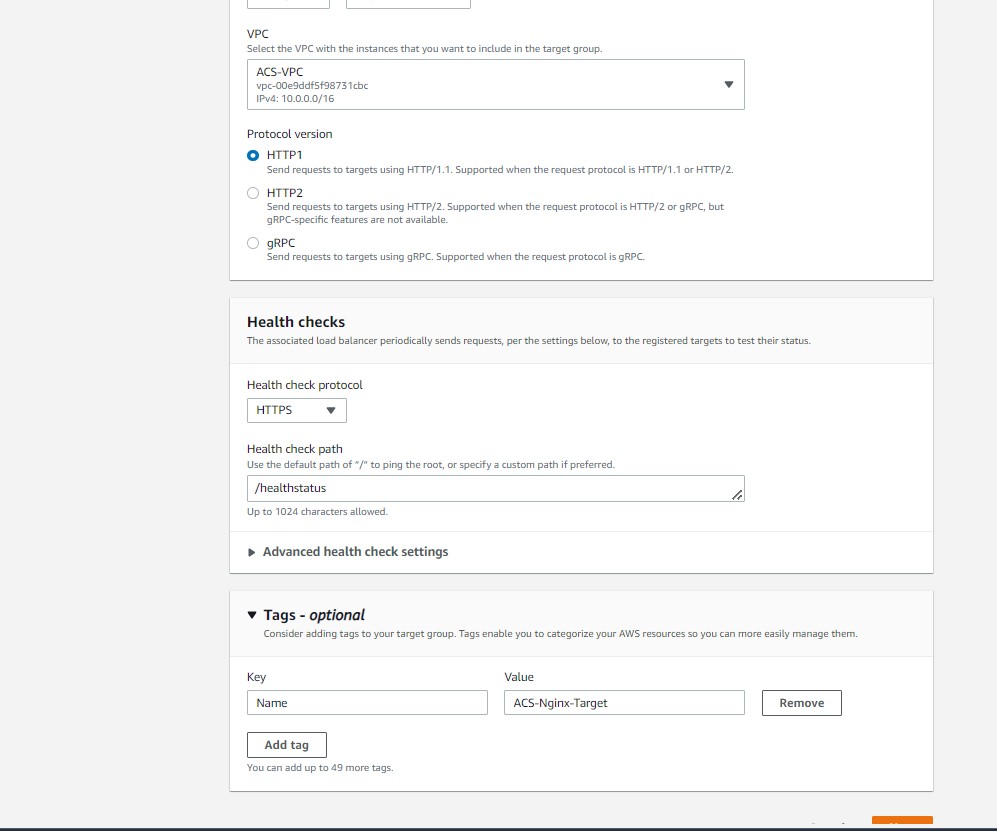 VPC
Select the VPC with the instances that you want to include in the target group.
ACS-VPC
vpc-00e9ddf5f98731cbc
IPv4: 10.0.0.0/16
Protocol version
HTTP1
Send requests to targets using HTTP/1.1. Supported when the request protocol is HTTP/1.1 or HTTP/2.
HTTP2
Send requests to targets using HTTP/2. Supported when the request protocol is HTTP/2 or gRPC, but
gRPC-specific features are not available.
gRPC
Send requests to targets using gRPC. Supported when the request protocol is gRPC.
Health checks
The associated load balancer periodically sends requests, per the settings below, to the registered targets to test their status.
Health check protocol
HTTPS
Health check path
Use the default path of "/" to ping the root, or specify a custom path if preferred.
/healthstatus
Up to 1024 characters allowed.
Advanced health check settings
Tags - optional
Consider adding tags to your target group. Tags enable you to categorize your AWS resources so you can more easily manage them.
Key Value
Name ACS-Nginx-Target Remove
Add tag
You can add up to 49 more tags.